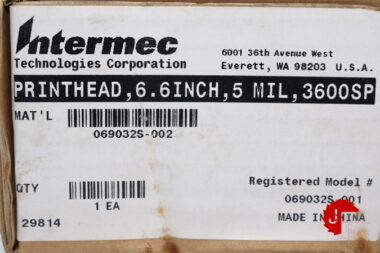 Intermec
Technologies Corporation
6001 36th Avenue West
Everett, WA 98203 U.S.A.
PRINTHEAD,6.6INCH,5 MIL,3600SP
MAT'L
069032S-002
QTY
1 EA
29814
Registered Model #
069032S-001
MADE IN CHINA